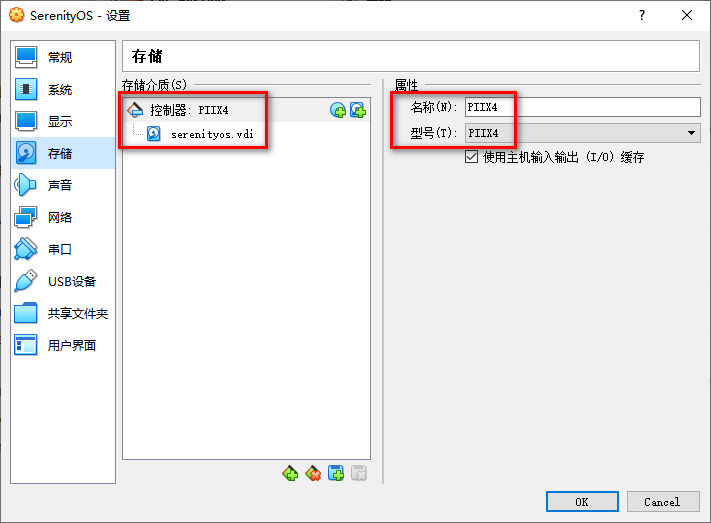 SerenityOS - 设置
常规
系统
显示
存储
声音
网络
串口
USB设备
共享文件夹
用户界面
存储
存储介质(S)
控制器: PIIX4
serenityos.vdi
属性
名称(N): PIIX4
型号(T): PIIX4
使用主机输入输出 (I/O) 缓存
OK
Cancel